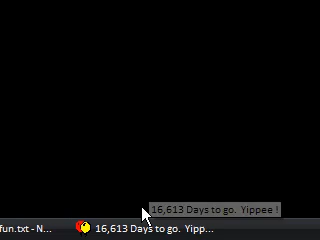 16,613 Days to go. Yippee !
fun.txt - N...
16,613 Days to go. Yipp...